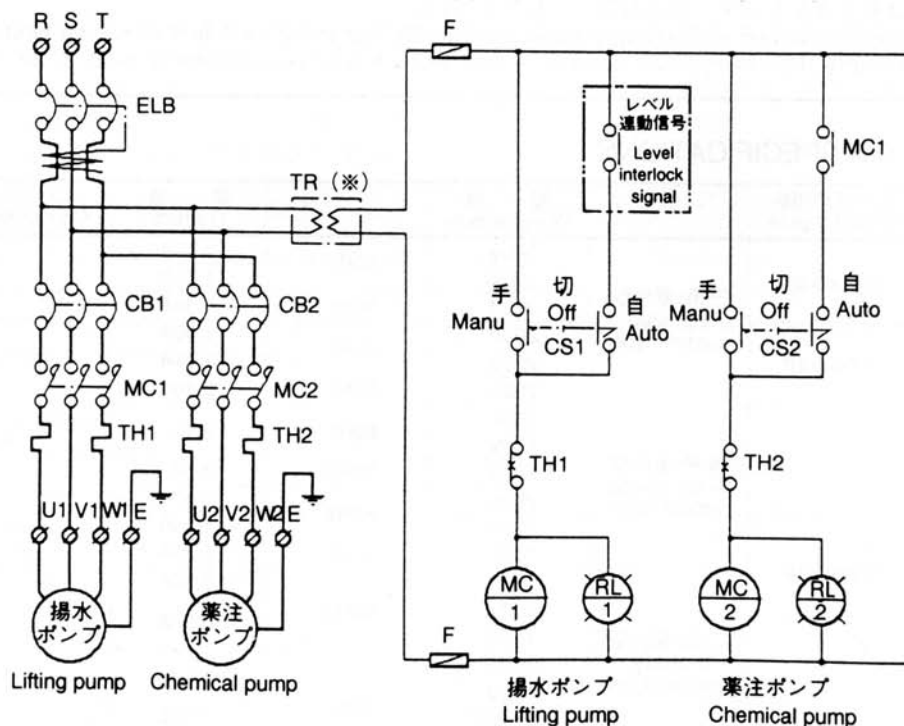 R S T
ELB
TR (※)
F
レベル
連動信号
Level
interlock
signal
MC1
CB1
CB2
手
Manu
切
Off
CS1
自
Auto
手
Manu
切
Off
CS2
自
Auto
MC1
MC2
TH1
TH2
TH1
TH2
U1 V1 W1 E
U2 V2 W2 E
MC
1
RL
1
MC
2
RL
2
揚水
ポンプ
薬注
ポンプ
F
Lifting pump
Chemical pump
揚水ポンプ
Lifting pump
薬注ポンプ
Chemical pump